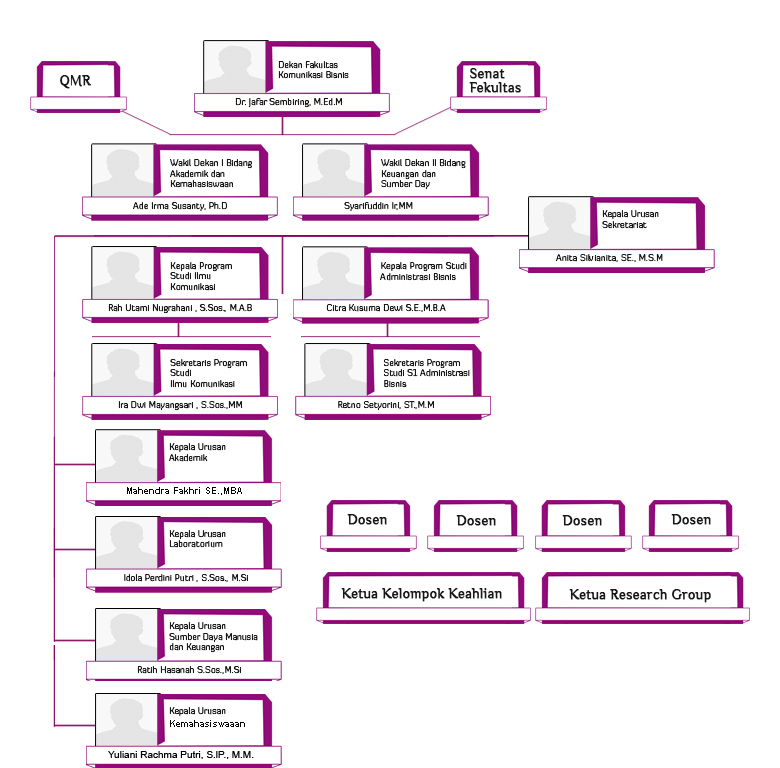 Dekan Fakultas
Komunikasi Bisnis
Dr. Jafar Sembiring, M.Ed.M
QMR
Senat
Fekultas
Wakil Dekan I Bidang
Akademik dan
Kemahasiswaan
Ade Irma Susanty, Ph.D
Wakil Dekan II Bidang
Keuangan dan
Sumber Day
Syarifuddin Ir,MM
Kepala Urusan
Sekretariat
Anita Silvianita, SE., M.S.M
Kepala Program
Studi Ilmu
Komunikasi
Rah Utami Nugrahani , S.Sos., M.A.B
Kepala Program Studi
Administrasi Bisnis
Citra Kusuma Dewi S.E.,M.B.A
Sekretaris Program
Studi
Ilmu Komunikasi
Ira Dwi Mayangsari , S.Sos.,MM
Sekretaris Program
Studi S1 Administrasi
Bisnis
Retno Setyorini, ST.,M.M
Kepala Urusan
Akademik
Mahendra Fakhri SE.,MBA
Kepala Urusan
Laboratorium
Idola Perdini Putri , S.Sos., M.Si
Kepala Urusan
Sumber Daya Manusia
dan Keuangan
Ratih Hasanah S.Sos.,M.Si
Kepala Urusan
Kemahasiswaaan
Yuliani Rachma Putri, S.IP., M.M.
Dosen
Dosen
Dosen
Dosen
Ketua Kelompok Keahlian
Ketua Research Group